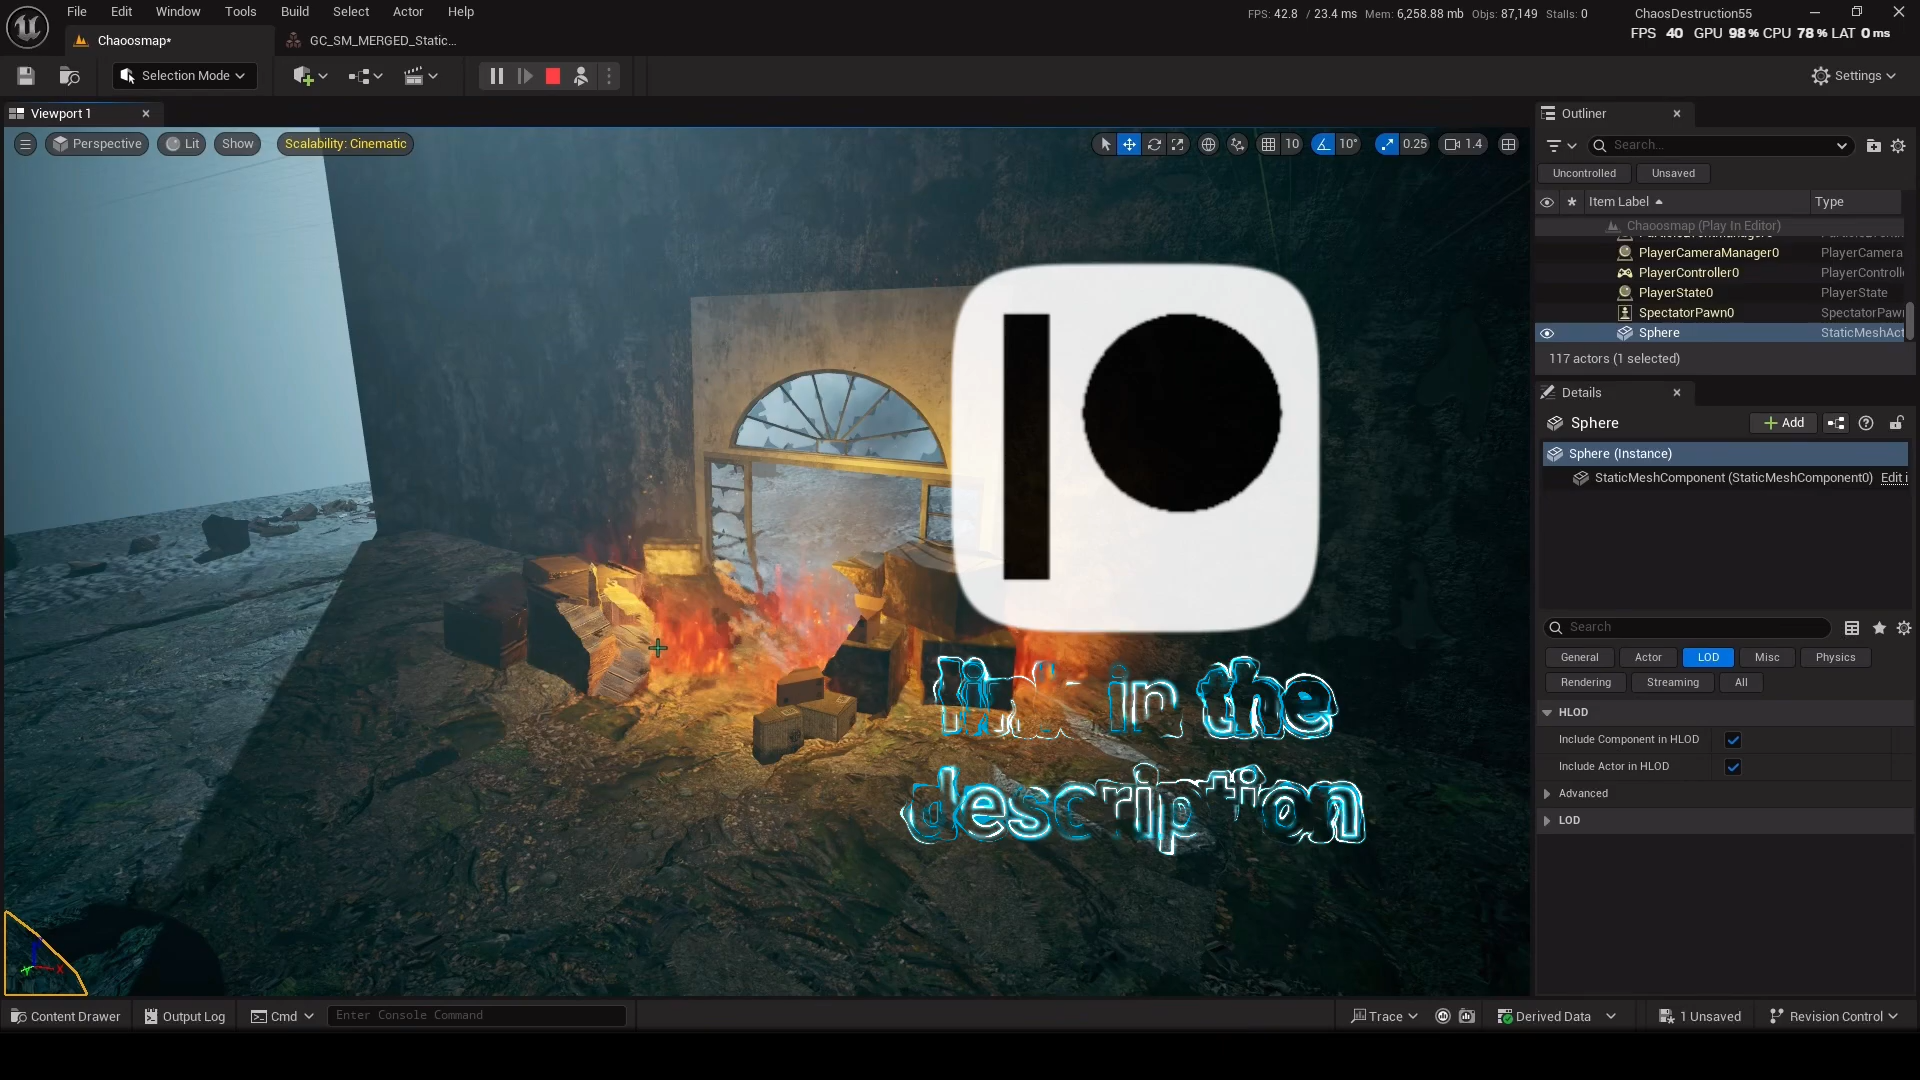 File Edit Window Tools Build Select Actor Help
FPS: 42.8 / 23.4 ms Mem: 6,258.88 mb Objs: 87,149 Stalls: 0
ChaosDestruction55
Chaoosmap*
GC_SM_MERGED_Static...
FPS 40 GPU 98 % CPU 78 % LAT 0 ms
Selection Mode
Settings
Viewport 1
Outliner
Perspective Lit Show Scalability: Cinematic
10 10° 0.25 1.4
Search...
Uncontrolled Unsaved
Item Label Type
Chaoosmap (Play In Editor)
PlayerCameraManager0 PlayerCamera
PlayerController0 PlayerControll
PlayerState0 PlayerState
SpectatorPawn0 SpectatorPawn
Sphere StaticMeshAct
117 actors (1 selected)
Details
Sphere Add
Sphere (Instance)
StaticMeshComponent (StaticMeshComponent0) Edit i
Search
General Actor LOD Misc Physics
Rendering Streaming All
HLOD
Include Component in HLOD
Include Actor in HLOD
Advanced
LOD
link in the
description
Content Drawer Output Log Cmd Enter Console Command
Trace Derived Data 1 Unsaved Revision Control